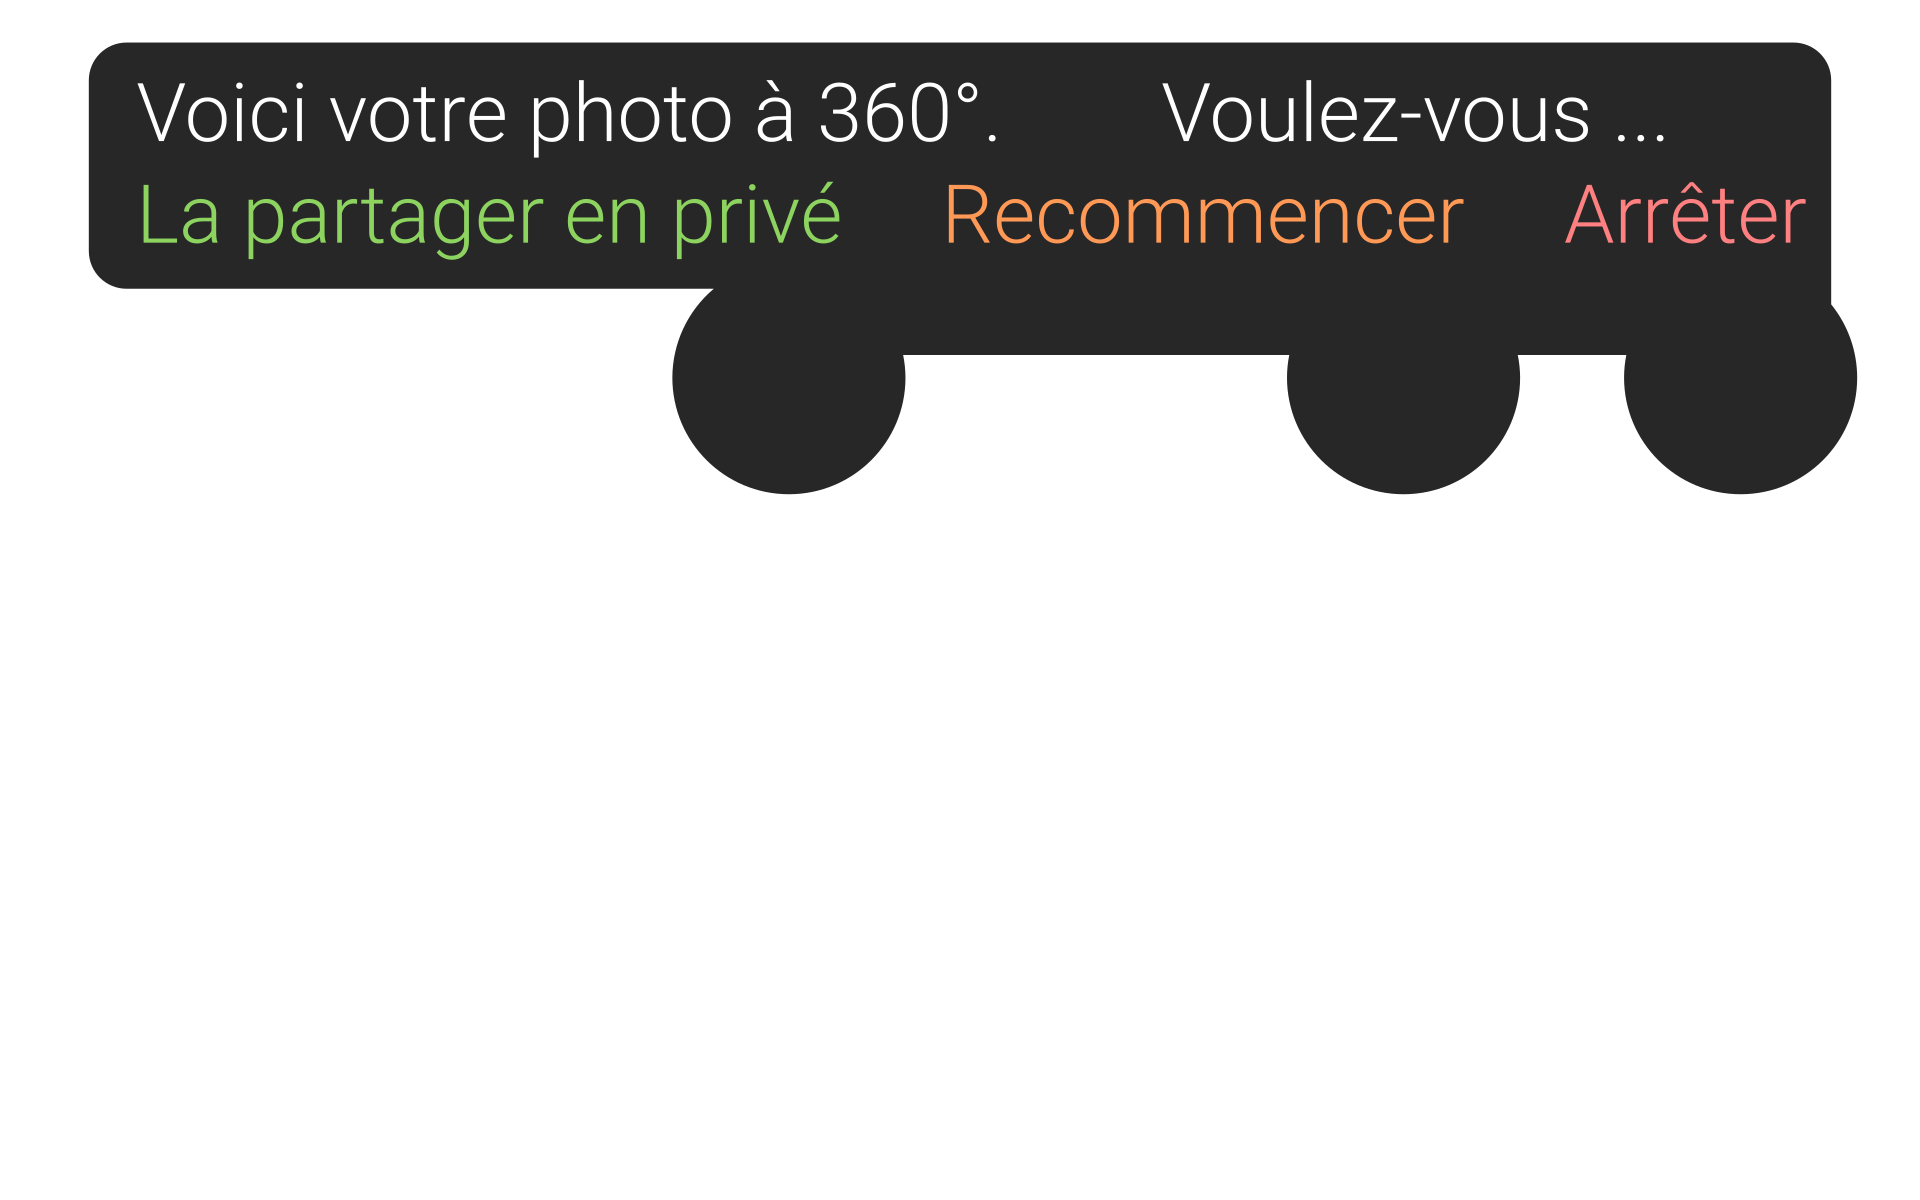 Voici votre photo à 360°. Voulez-vous ...
La partager en privé Recommencer Arrêter